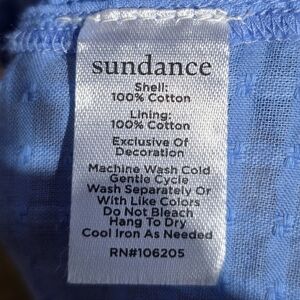 sundance
Shell:
100% Cotton
Lining:
100% Cotton
Exclusive Of
Decoration
Machine Wash Cold
Gentle Cycle
Wash Separately Or
With Like Colors
Do Not Bleach
Hang To Dry
Cool Iron As Needed
RN#106205